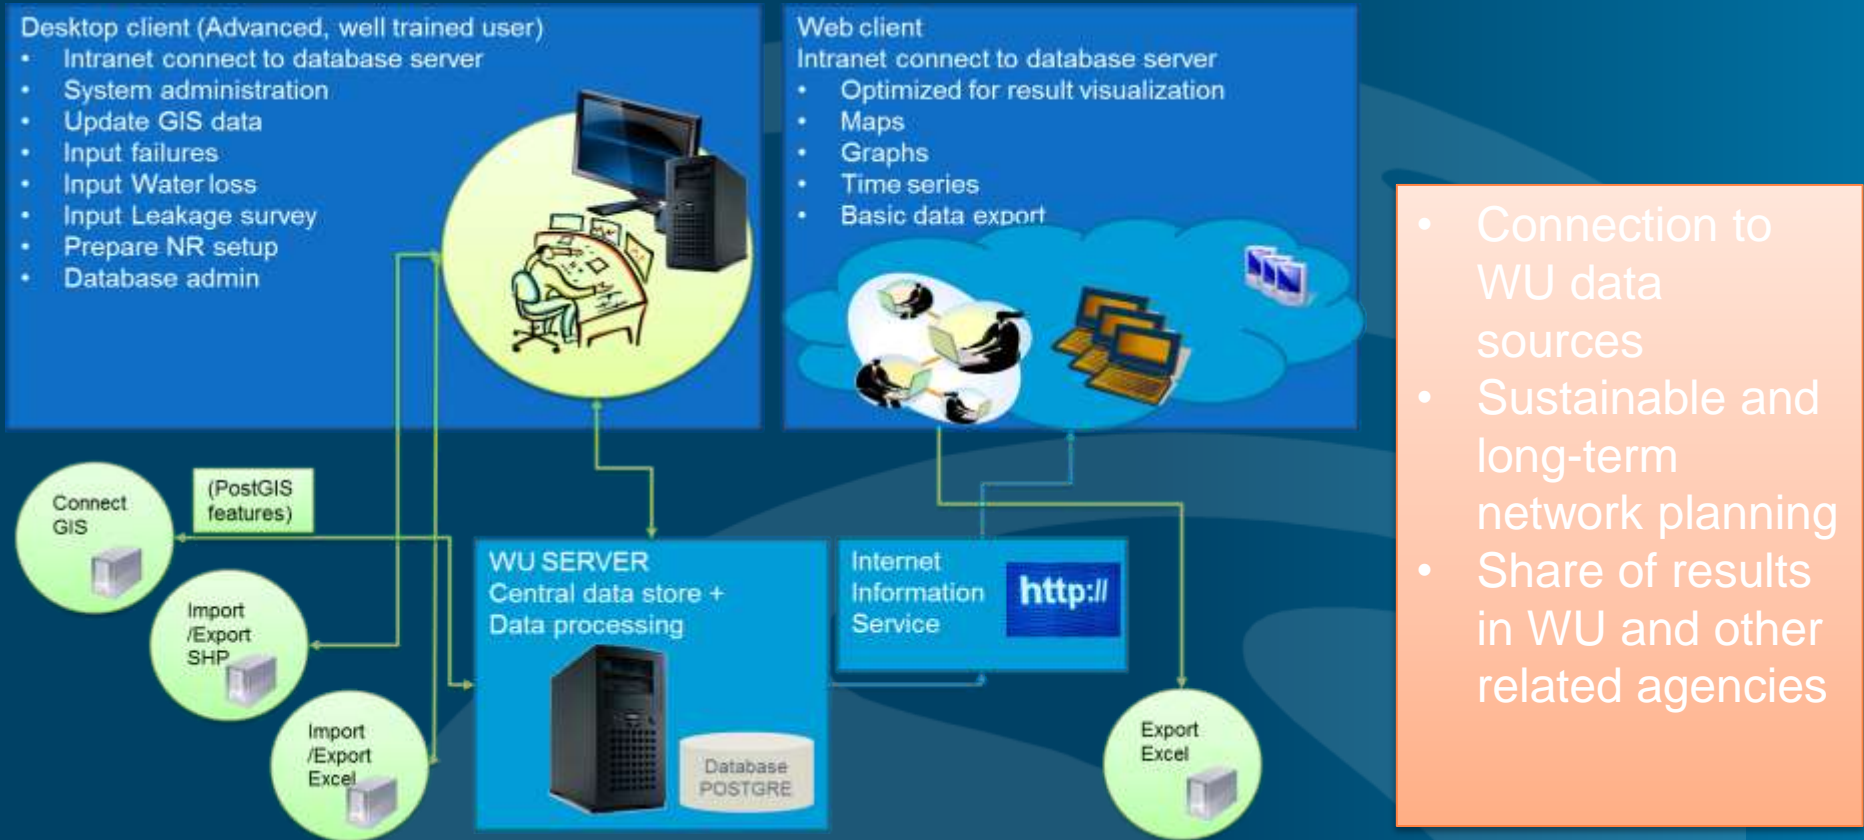 Desktop client (Advanced, well trained user)
• Intranet connect to database server
• System administration
• Update GIS data
• Input failures
• Input Water loss
• Input Leakage survey
• Prepare NR setup
• Database admin
Web client
Intranet connect to database server
• Optimized for result visualization
• Maps
• Graphs
• Time series
• Basic data export
Connect
GIS
(PostGIS
features)
Import
/Export
SHP
Import
/Export
Excel
WU SERVER
Central data store +
Data processing
Database
POSTGRE
Internet
Information
Service
http://
Export
Excel
• Connection to
WU data
sources
• Sustainable and
long-term
network planning
• Share of results
in WU and other
related agencies